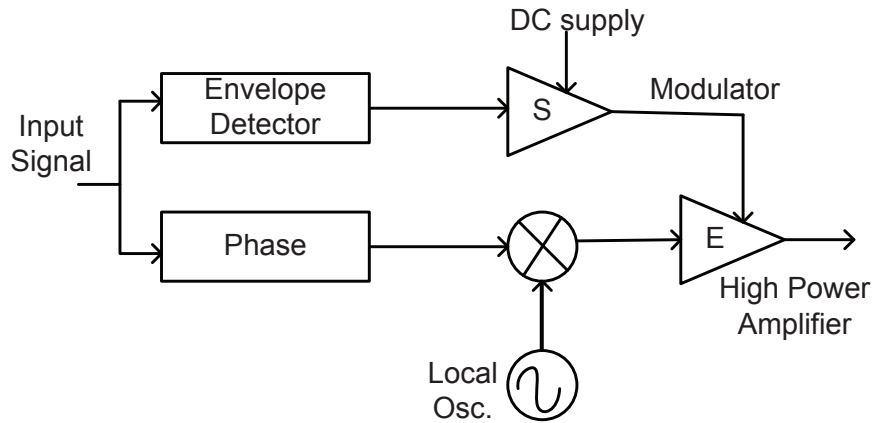 DC supply
Envelope
Detector
S
Modulator
Input
Signal
Phase
E
High Power
Amplifier
Local
Osc.